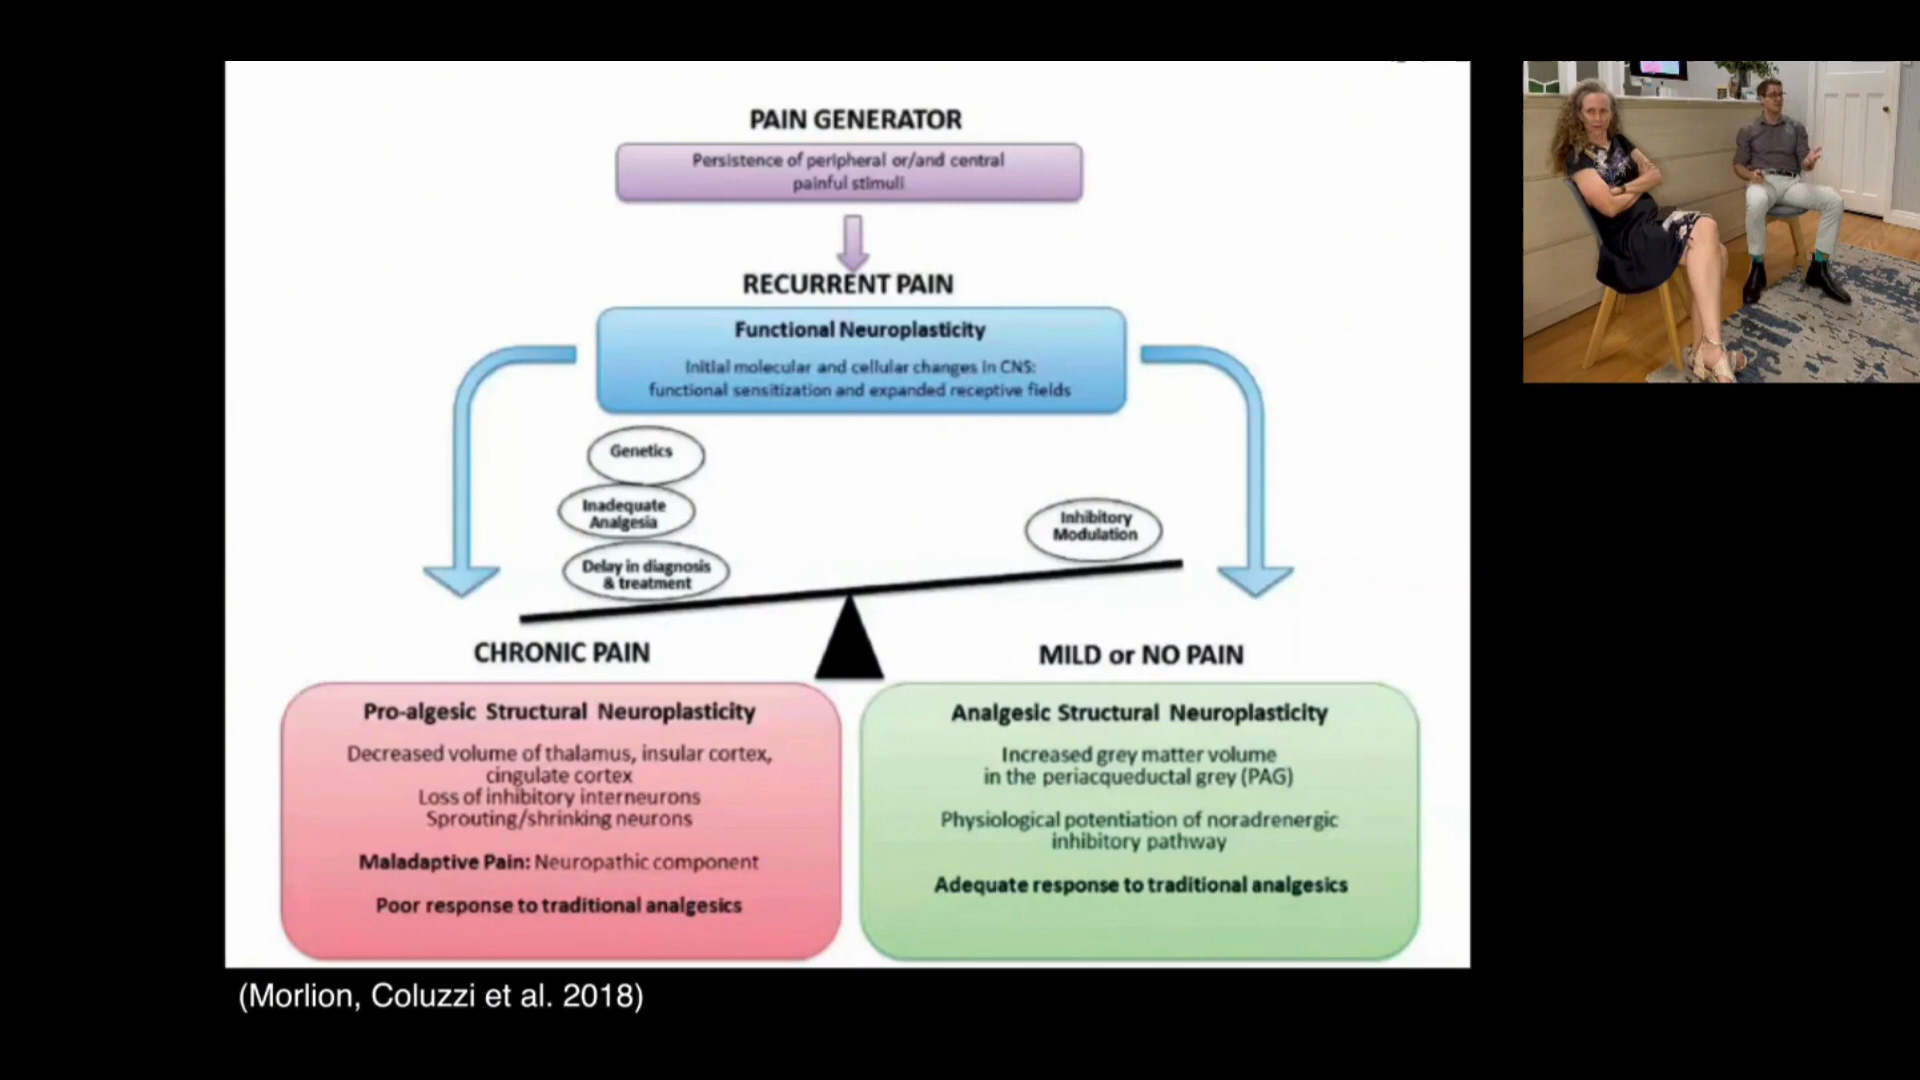 PAIN GENERATOR
Persistence of peripheral or/and central
painful stimuli
RECURRENT PAIN
Functional Neuroplasticity
Initial molecular and cellular changes in CNS:
functional sensitization and expanded receptive fields
Genetics
Inadequate
Analgesia
Delay in diagnosis
& treatment
Inhibitory
Modulation
CHRONIC PAIN
Pro-algesic Structural Neuroplasticity
Decreased volume of thalamus, insular cortex,
cingulate cortex
Loss of inhibitory interneurons
Sprouting/shrinking neurons
Maladaptive Pain: Neuropathic component
Poor response to traditional analgesics
MILD or NO PAIN
Analgesic Structural Neuroplasticity
Increased grey matter volume
in the periacqueductal grey (PAG)
Physiological potentiation of noradrenergic
inhibitory pathway
Adequate response to traditional analgesics
(Morlion, Coluzzi et al. 2018)